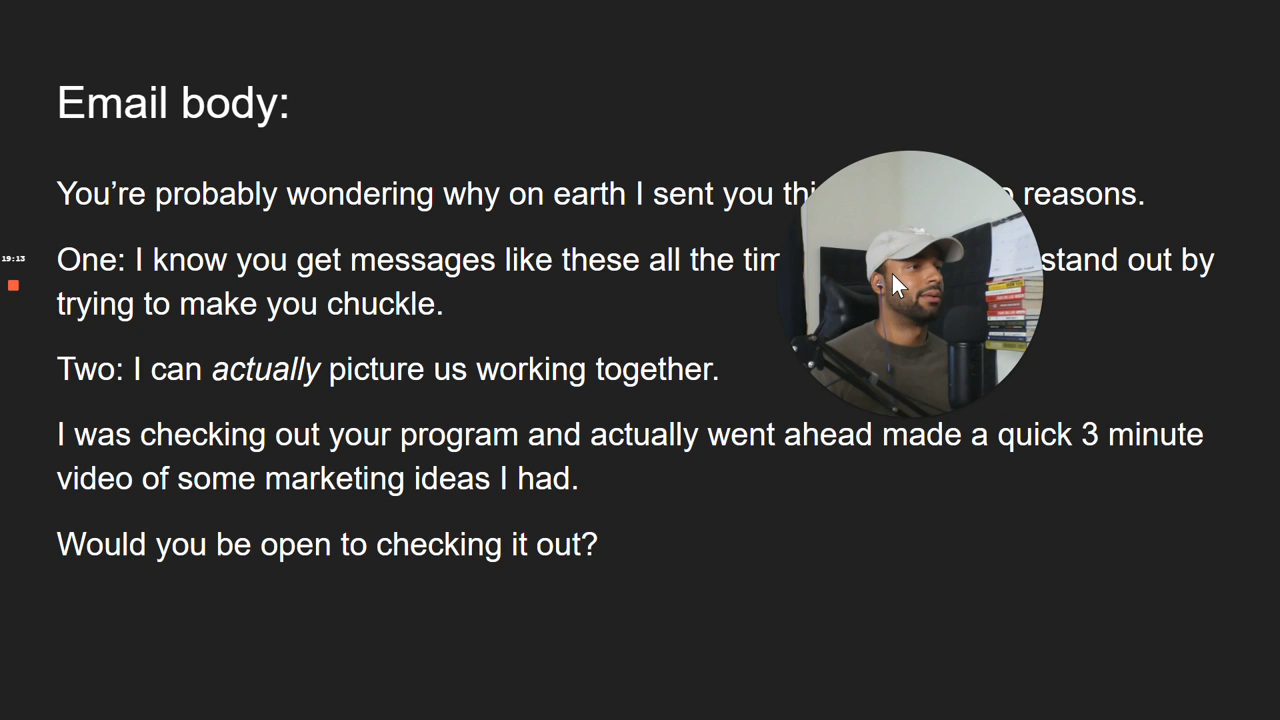 Email body:
You're probably wondering why on earth I sent you reasons.
One: I know you get messages like these all the stand out by
trying to make you chuckle.
19:13
Two: I can actually picture us working together.
I was checking out your program and actually went ahead made a quick 3 minute
video of some marketing ideas I had.
Would you be open to checking it out?